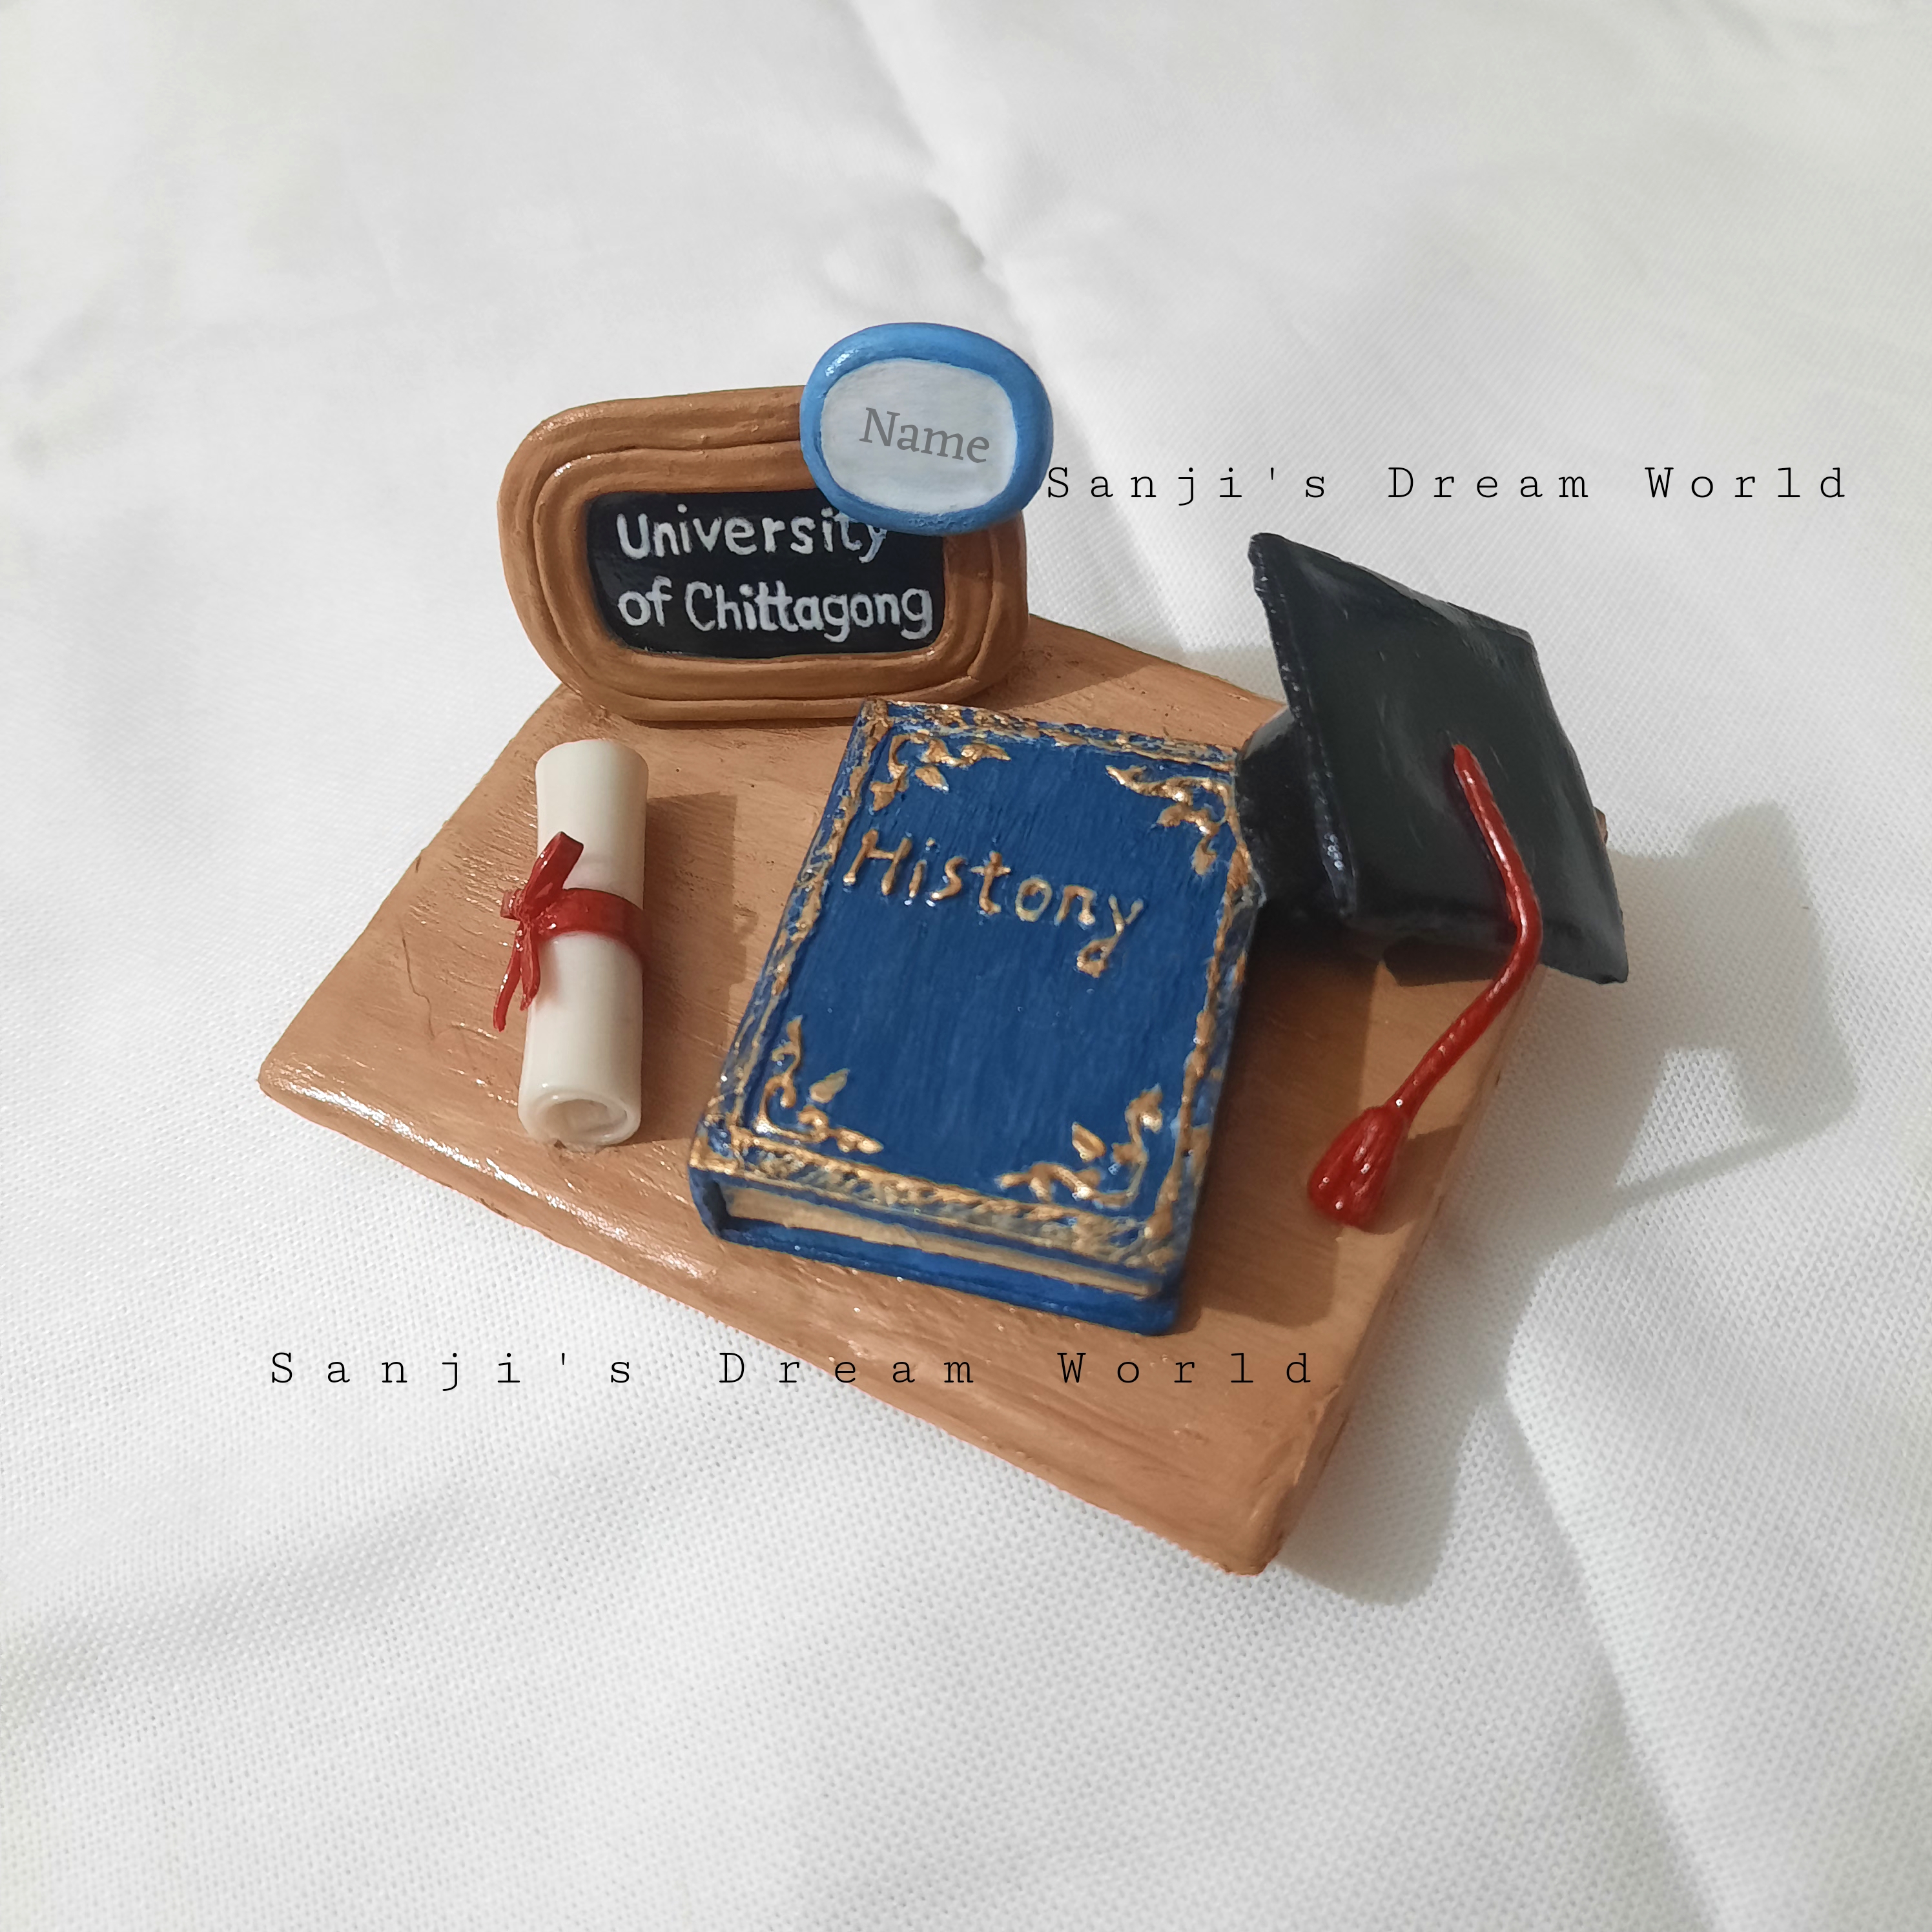 Name
Sanji's Dream World
University
of Chittagong
History
Sanji's Dream World